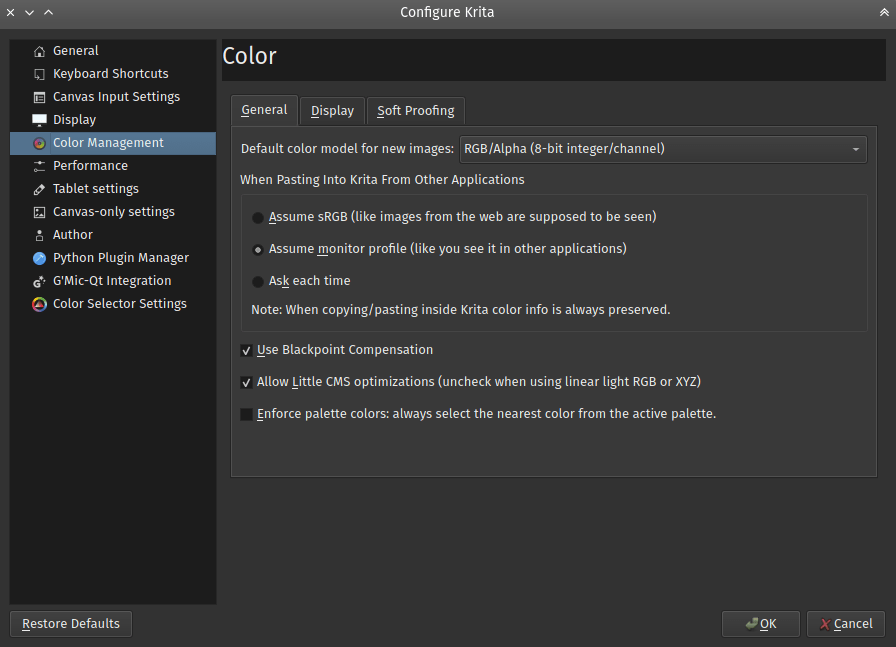 Configure Krita
General
Keyboard Shortcuts
Canvas Input Settings
Display
Color Management
Performance
Tablet settings
Canvas-only settings
Author
Python Plugin Manager
G'Mic-Qt Integration
Color Selector Settings
Color
General Display Soft Proofing
Default color model for new images: RGB/Alpha (8-bit integer/channel)
When Pasting Into Krita From Other Applications
Assume sRGB (like images from the web are supposed to be seen)
Assume monitor profile (like you see it in other applications)
Ask each time
Note: When copying/pasting inside Krita color info is always preserved.
Use Blackpoint Compensation
Allow Little CMS optimizations (uncheck when using linear light RGB or XYZ)
Enforce palette colors: always select the nearest color from the active palette.
Restore Defaults OK Cancel